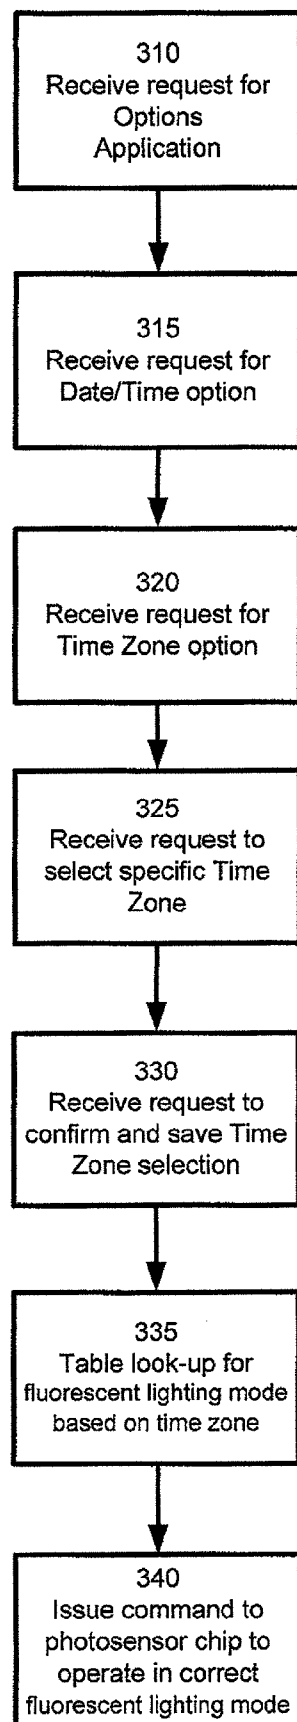 310
Receive request for
Options
Application
315
Receive request for
Date/Time option
320
Receive request for
Time Zone option
325
Receive request to
select specific Time
Zone
330
Receive request to
confirm and save Time
Zone selection
335
Table look-up for
fluorescent lighting mode
based on time zone
340
Issue command to
photosensor chip to
operate in correct
fluorescent lighting mode